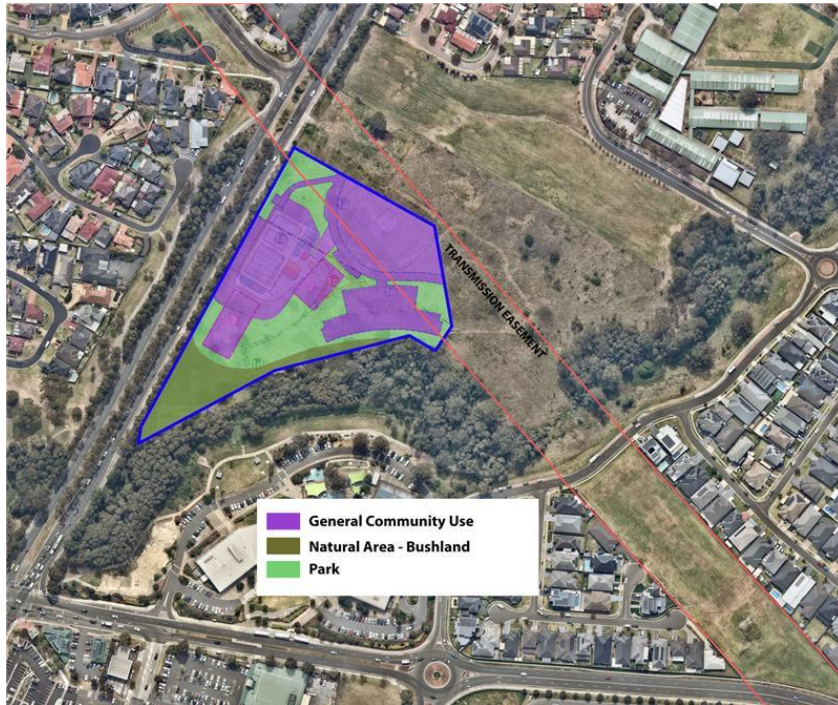 TRANSMISSION EASEMENT
General Community Use
Natural Area - Bushland
Park